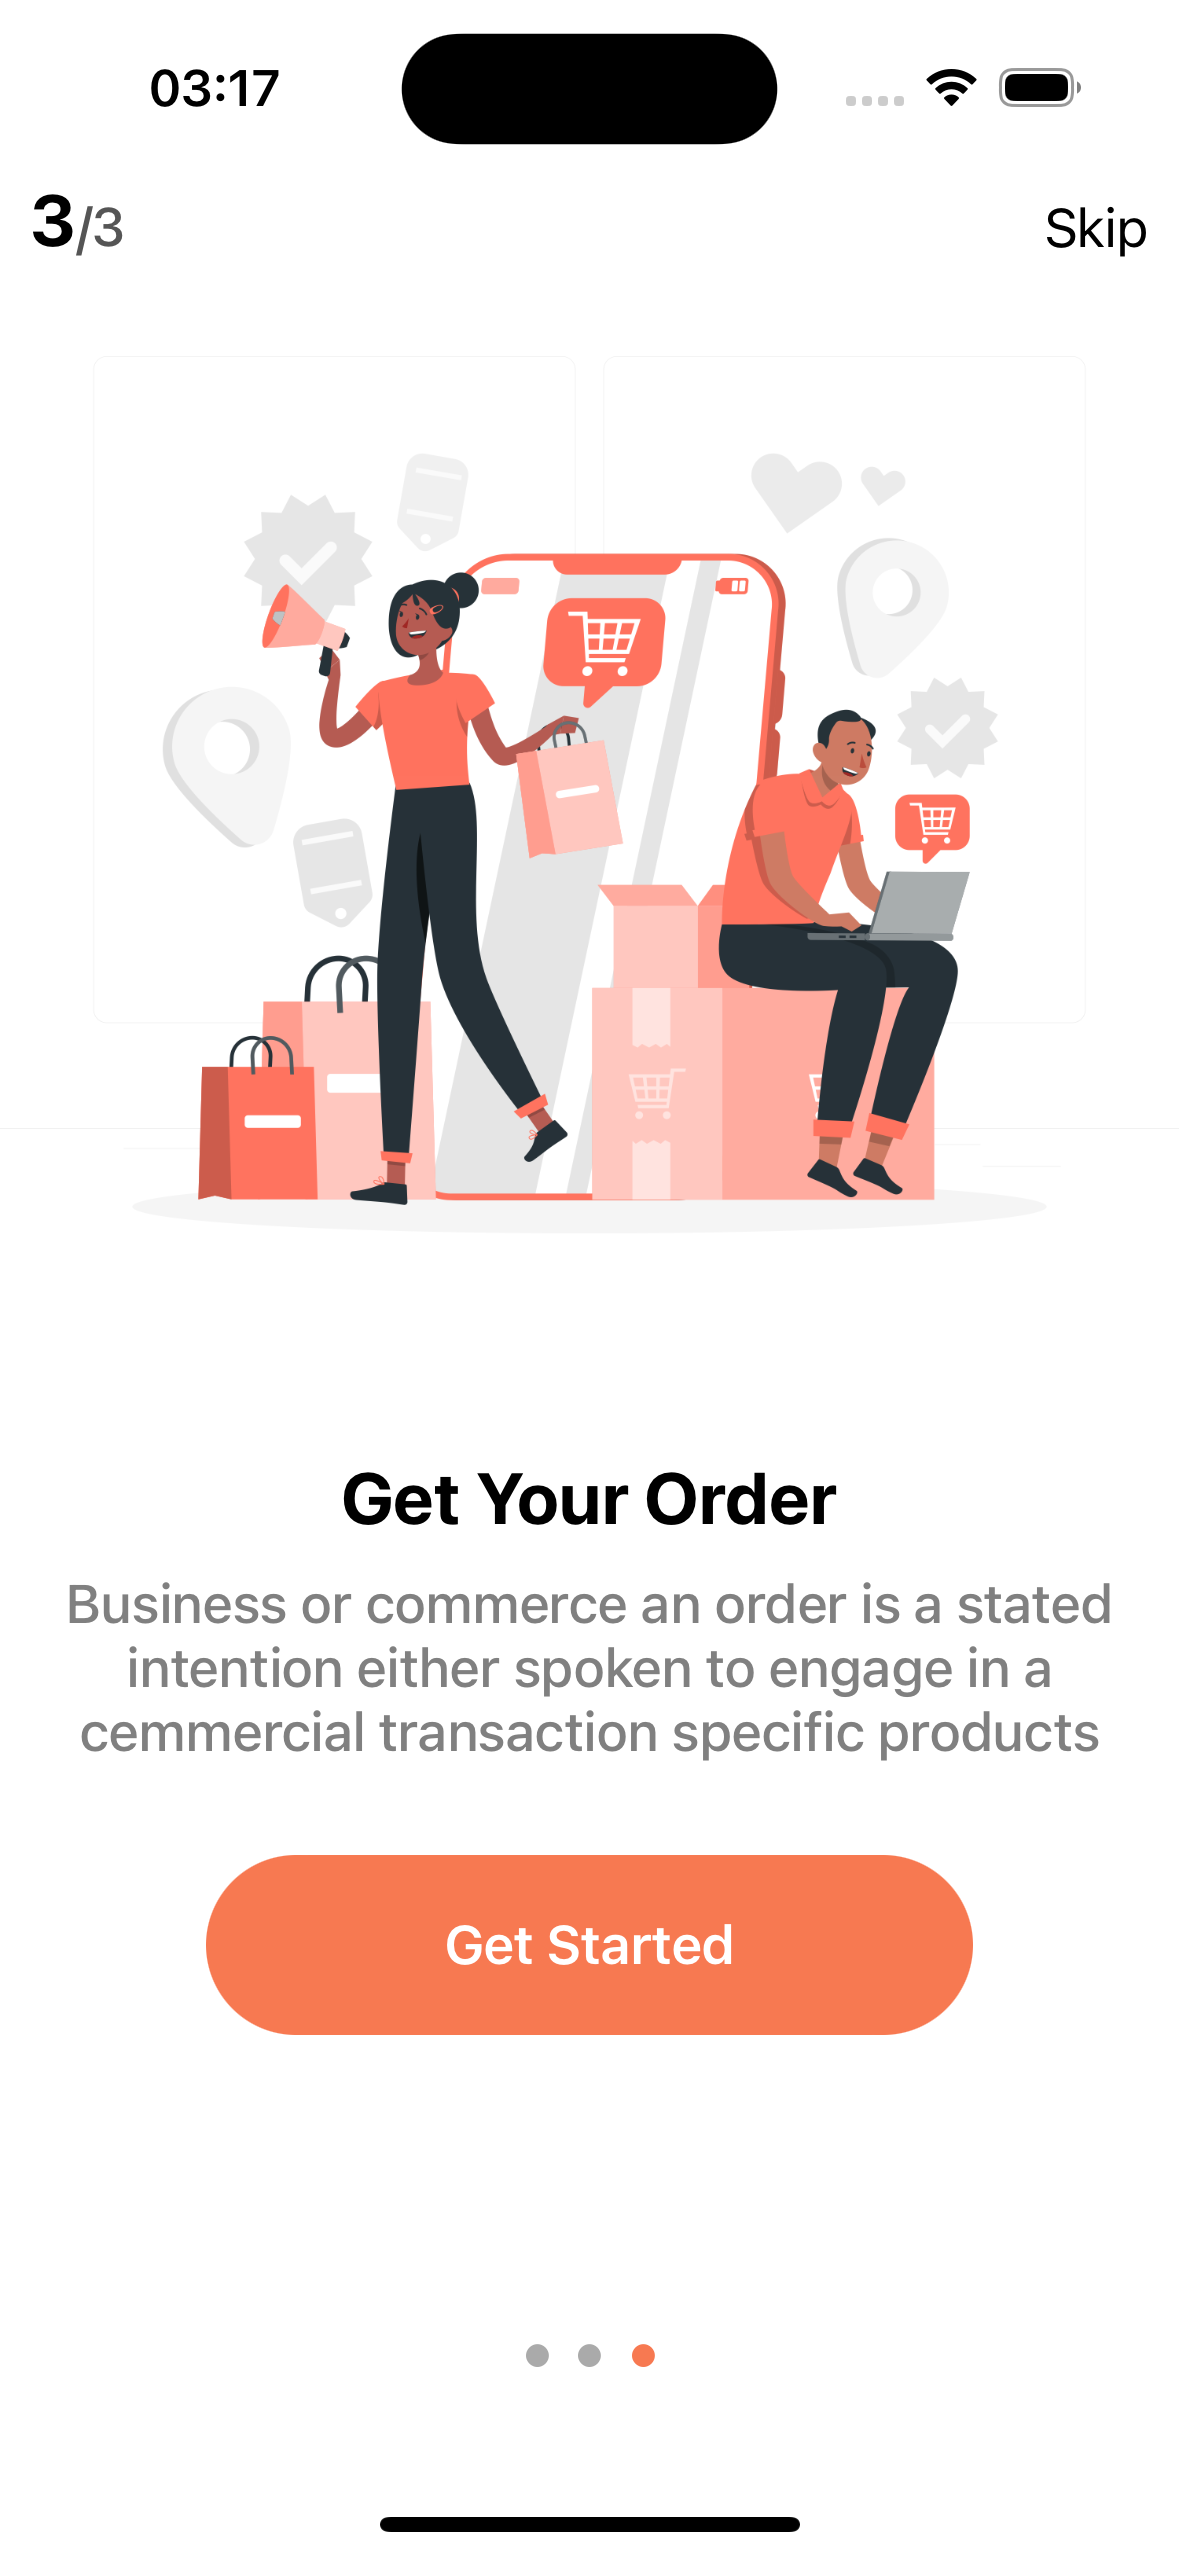 03:17
3/3
Skip
Get Your Order
Business or commerce an order is a stated
intention either spoken to engage in a
cemmercial transaction specific products
Get Started